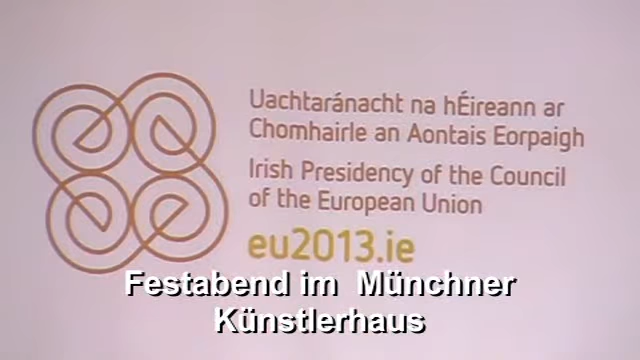 Uachtaránacht na hÉireann ar
Chomhairle an Aontais Eorpaigh
Irish Presidency of the Council
of the European Union
eu2013.ie
Festabend im Münchner
Künstlerhaus